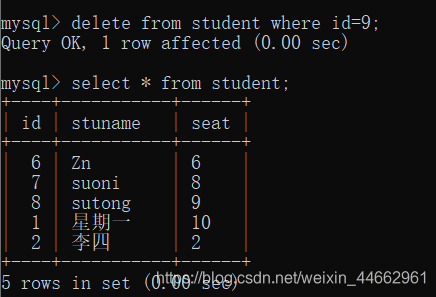 mysql> delete from student where id=9;
Query OK, 1 row affected (0.00 sec)
mysql> select * from student;
+----+---------+------+
| id | stuname | seat |
+----+---------+------+
| 6 | Zn | 6 |
| 7 | suoni | 8 |
| 8 | sutong | 9 |
| 1 | 星期一 | 10 |
| 2 | 李四 | 2 |
+----+---------+------+
5 rows in set (0.00 sec)
https://blog.csdn.net/weixin_44662961